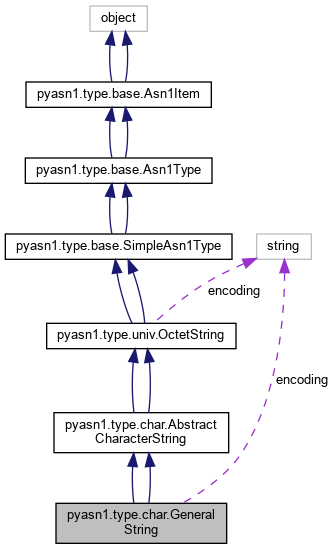 object
pyasn1.type.base.Asn1Item
pyasn1.type.base.Asn1Type
pyasn1.type.base.SimpleAsn1Type
string
encoding
pyasn1.type.univ.OctetString
encoding
pyasn1.type.char.Abstract
CharacterString
pyasn1.type.char.General
String